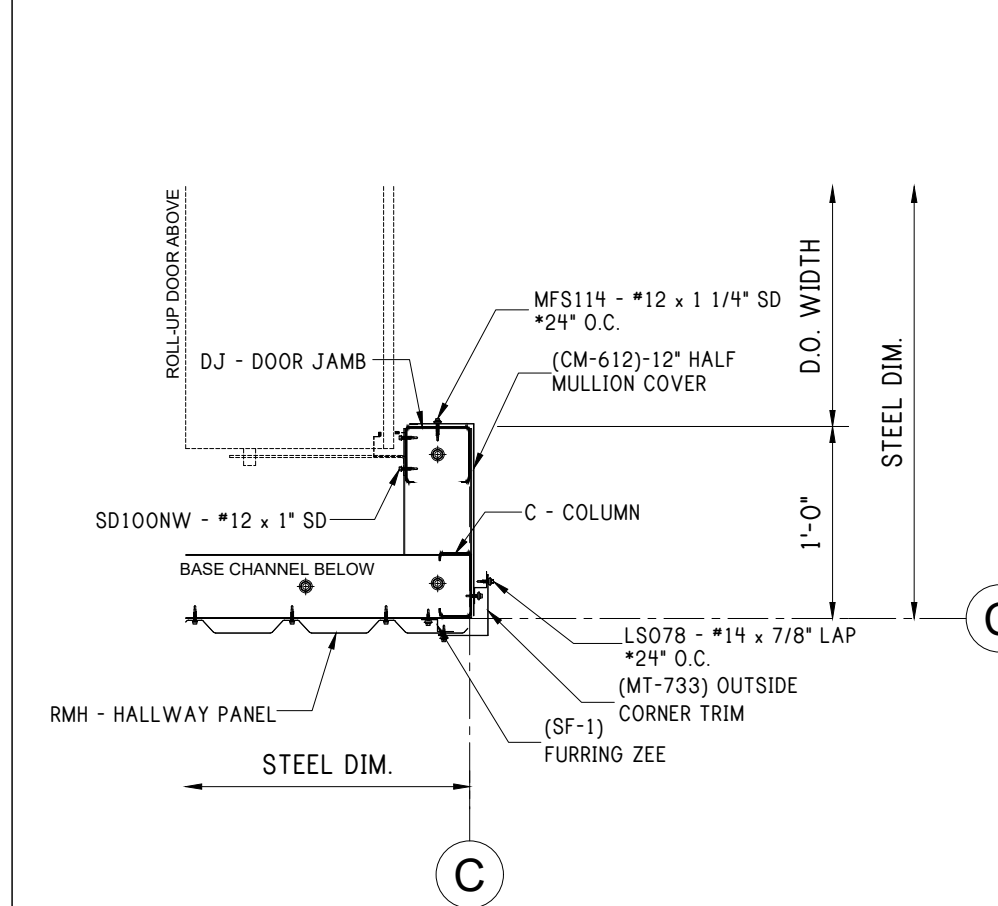 ROLL-UP DOOR ABOVE
D.O. WIDTH
STEEL DIM.
MFS114 - #12 x 1 1/4" SD
*24" O.C.
DJ - DOOR JAMB
(CM-612)-12" HALF
MULLION COVER
SD100NW - #12 x 1" SD
C - COLUMN
1'-0"
BASE CHANNEL BELOW
LS078 - #14 x 7/8" LAP
*24" O.C.
(MT-733) OUTSIDE
CORNER TRIM
RMH - HALLWAY PANEL
(SF-1)
FURRING ZEE
STEEL DIM.
C